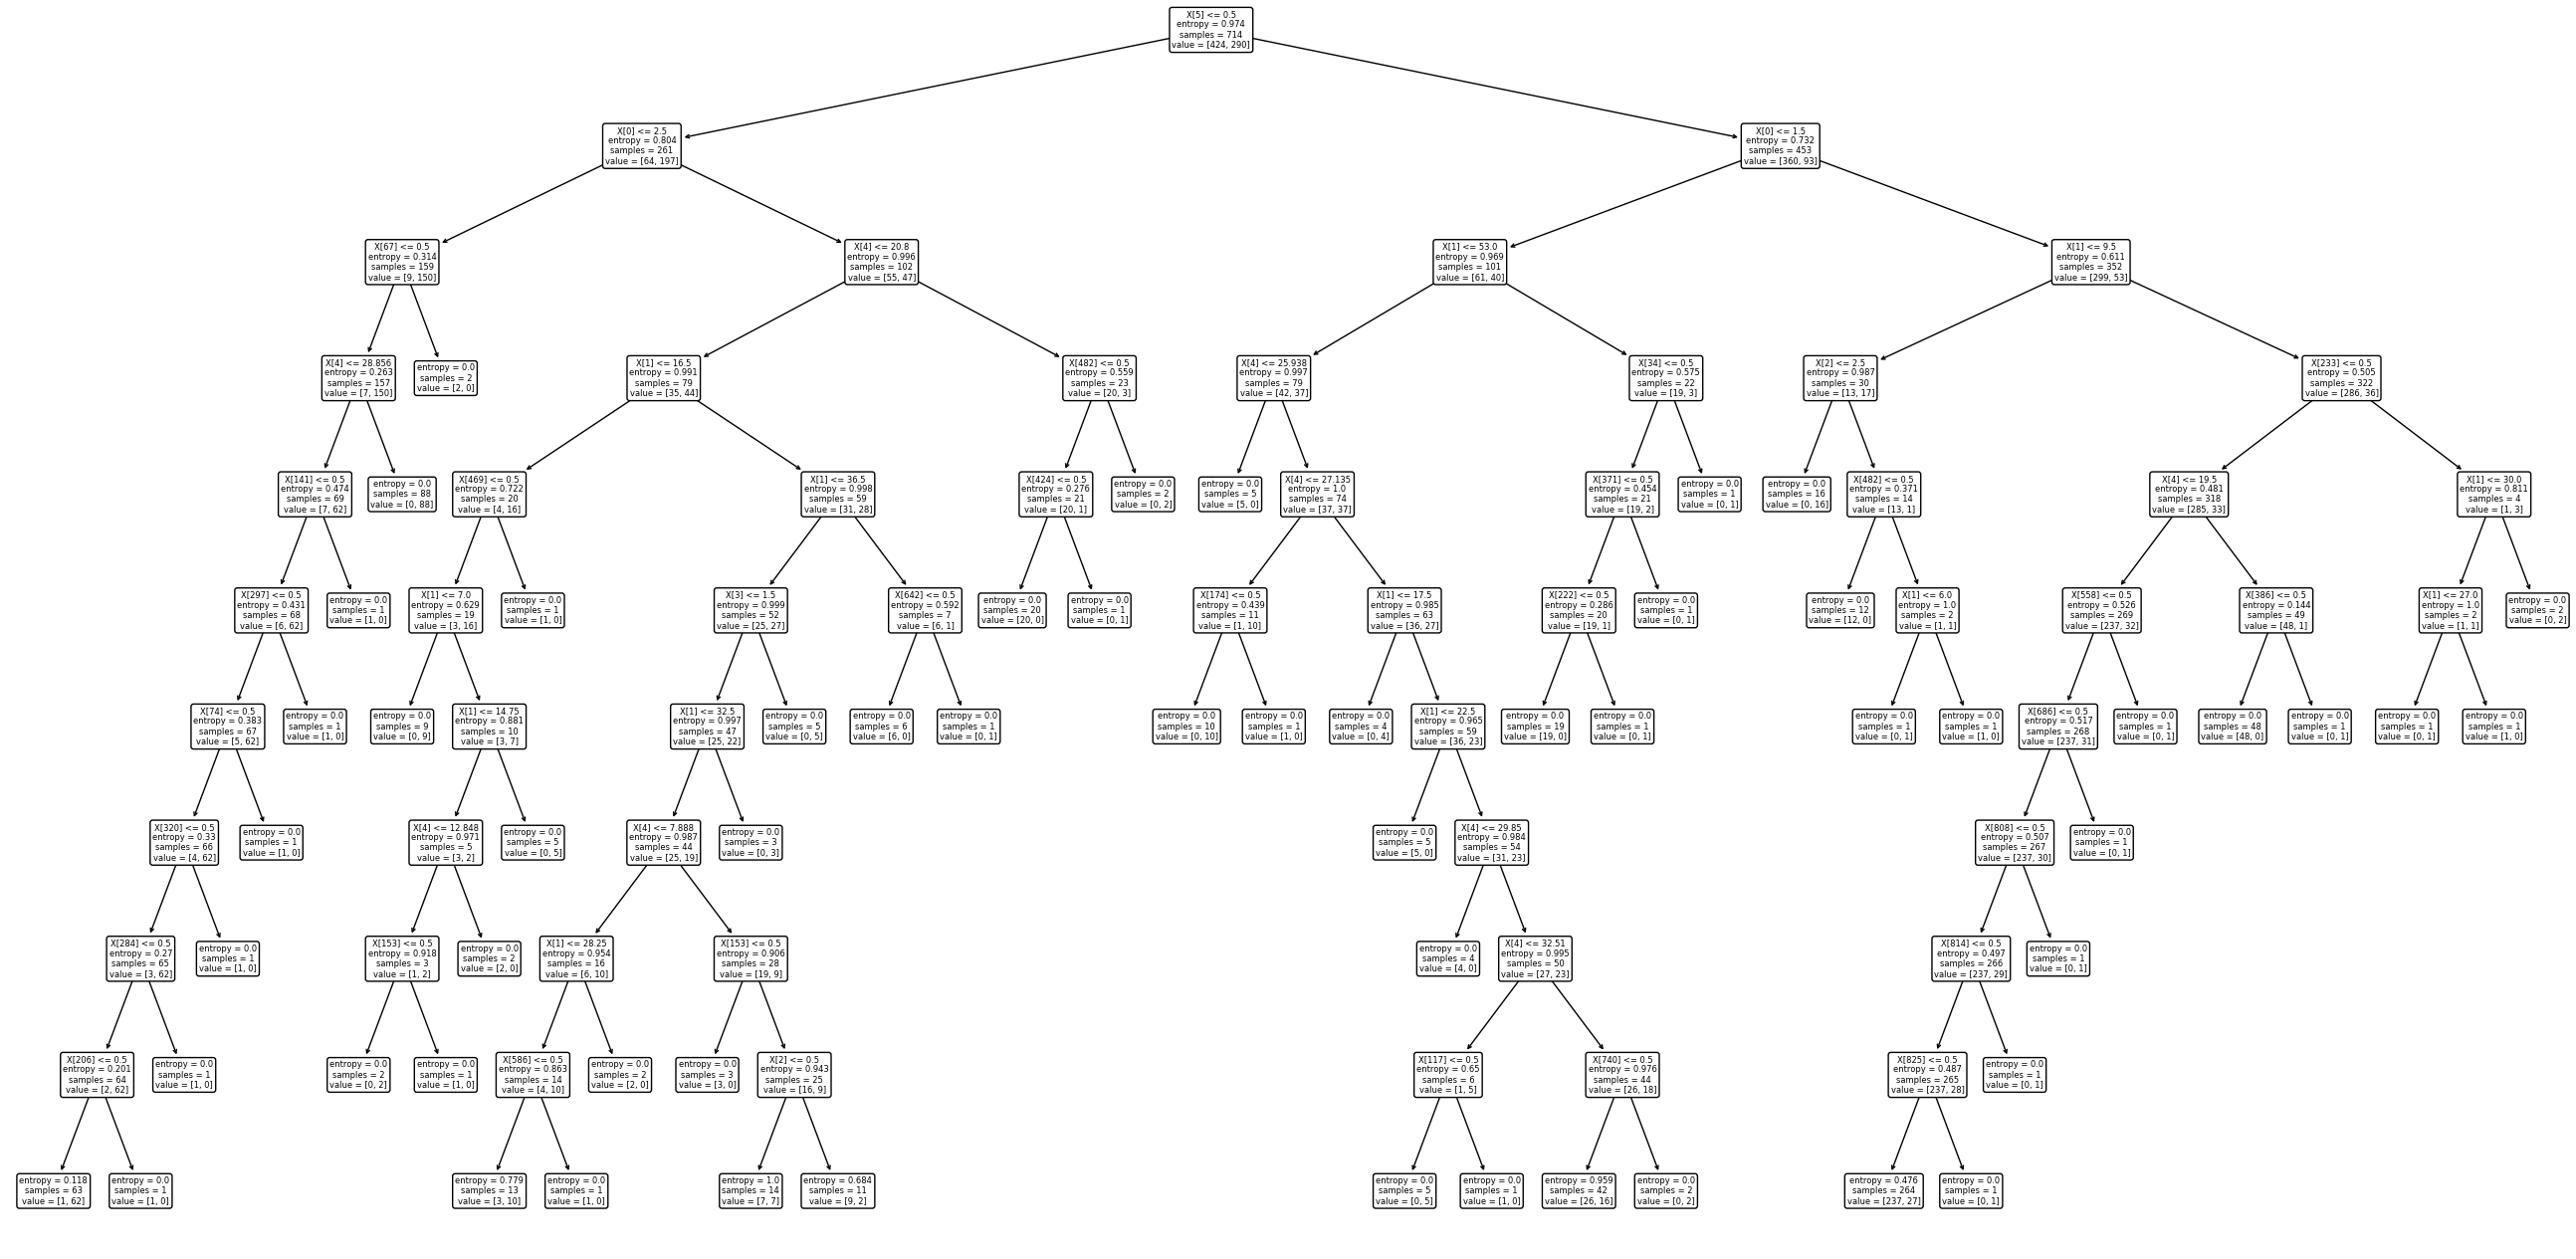 X[5] <= 0.5
entropy = 0.974
samples = 714
value = [424, 290]
X[0] <= 2.5
entropy = 0.804
samples = 261
value = [64, 197]
X[0] <= 1.5
entropy = 0.732
samples = 453
value = [360, 93]
X[67] <= 0.5
entropy = 0.314
samples = 159
value = [9, 150]
X[4] <= 20.8
entropy = 0.996
samples = 102
value = [55, 47]
X[1] <= 53.0
entropy = 0.969
samples = 101
value = [61, 40]
X[1] <= 9.5
entropy = 0.611
samples = 352
value = [299, 53]
X[4] <= 28.856
entropy = 0.263
samples = 157
value = [7, 150]
entropy = 0.0
samples = 2
value = [2, 0]
X[1] <= 16.5
entropy = 0.991
samples = 79
value = [35, 44]
X[482] <= 0.5
entropy = 0.559
samples = 23
value = [20, 3]
X[4] <= 25.938
entropy = 0.997
samples = 79
value = [42, 37]
X[34] <= 0.5
entropy = 0.575
samples = 22
value = [19, 3]
X[2] <= 2.5
entropy = 0.987
samples = 30
value = [13, 17]
X[233] <= 0.5
entropy = 0.505
samples = 322
value = [286, 36]
X[141] <= 0.5
entropy = 0.474
samples = 69
value = [7, 62]
entropy = 0.0
samples = 88
value = [0, 88]
X[469] <= 0.5
entropy = 0.722
samples = 20
value = [4, 16]
X[1] <= 36.5
entropy = 0.998
samples = 59
value = [31, 28]
X[424] <= 0.5
entropy = 0.276
samples = 21
value = [20, 1]
entropy = 0.0
samples = 2
value = [0, 2]
entropy = 0.0
samples = 5
value = [5, 0]
X[4] <= 27.135
entropy = 1.0
samples = 74
value = [37, 37]
X[371] <= 0.5
entropy = 0.454
samples = 21
value = [19, 2]
entropy = 0.0
samples = 1
value = [0, 1]
entropy = 0.0
samples = 16
value = [0, 16]
X[482] <= 0.5
entropy = 0.371
samples = 14
value = [13, 1]
X[4] <= 19.5
entropy = 0.481
samples = 318
value = [285, 33]
X[1] <= 30.0
entropy = 0.811
samples = 4
value = [1, 3]
X[297] <= 0.5
entropy = 0.431
samples = 68
value = [6, 62]
entropy = 0.0
samples = 1
value = [1, 0]
X[1] <= 7.0
entropy = 0.629
samples = 19
value = [3, 16]
entropy = 0.0
samples = 1
value = [1, 0]
X[3] <= 1.5
entropy = 0.999
samples = 52
value = [25, 27]
X[642] <= 0.5
entropy = 0.592
samples = 7
value = [6, 1]
entropy = 0.0
samples = 20
value = [20, 0]
entropy = 0.0
samples = 1
value = [0, 1]
X[174] <= 0.5
entropy = 0.439
samples = 11
value = [1, 10]
X[1] <= 17.5
entropy = 0.985
samples = 63
value = [36, 27]
X[222] <= 0.5
entropy = 0.286
samples = 20
value = [19, 1]
entropy = 0.0
samples = 1
value = [0, 1]
entropy = 0.0
samples = 12
value = [12, 0]
X[1] <= 6.0
entropy = 1.0
samples = 2
value = [1, 1]
X[558] <= 0.5
entropy = 0.526
samples = 269
value = [237, 32]
X[386] <= 0.5
entropy = 0.144
samples = 49
value = [48, 1]
X[1] <= 27.0
entropy = 1.0
samples = 2
value = [1, 1]
entropy = 0.0
samples = 2
value = [0, 2]
X[74] <= 0.5
entropy = 0.383
samples = 67
value = [5, 62]
entropy = 0.0
samples = 1
value = [1, 0]
entropy = 0.0
samples = 9
value = [0, 9]
X[1] <= 14.75
entropy = 0.881
samples = 10
value = [3, 7]
X[1] <= 32.5
entropy = 0.997
samples = 47
value = [25, 22]
entropy = 0.0
samples = 5
value = [0, 5]
entropy = 0.0
samples = 6
value = [6, 0]
entropy = 0.0
samples = 1
value = [0, 1]
entropy = 0.0
samples = 10
value = [0, 10]
entropy = 0.0
samples = 1
value = [1, 0]
entropy = 0.0
samples = 4
value = [0, 4]
X[1] <= 22.5
entropy = 0.965
samples = 59
value = [36, 23]
entropy = 0.0
samples = 19
value = [19, 0]
entropy = 0.0
samples = 1
value = [0, 1]
entropy = 0.0
samples = 1
value = [0, 1]
entropy = 0.0
samples = 1
value = [1, 0]
X[686] <= 0.5
entropy = 0.517
samples = 268
value = [237, 31]
entropy = 0.0
samples = 1
value = [0, 1]
entropy = 0.0
samples = 48
value = [48, 0]
entropy = 0.0
samples = 1
value = [0, 1]
entropy = 0.0
samples = 1
value = [0, 1]
entropy = 0.0
samples = 1
value = [1, 0]
X[320] <= 0.5
entropy = 0.33
samples = 66
value = [4, 62]
entropy = 0.0
samples = 1
value = [1, 0]
X[4] <= 12.848
entropy = 0.971
samples = 5
value = [3, 2]
entropy = 0.0
samples = 5
value = [0, 5]
X[4] <= 7.888
entropy = 0.987
samples = 44
value = [25, 19]
entropy = 0.0
samples = 3
value = [0, 3]
entropy = 0.0
samples = 5
value = [5, 0]
X[4] <= 29.85
entropy = 0.984
samples = 54
value = [31, 23]
X[808] <= 0.5
entropy = 0.507
samples = 267
value = [237, 30]
entropy = 0.0
samples = 1
value = [0, 1]
X[284] <= 0.5
entropy = 0.27
samples = 65
value = [3, 62]
entropy = 0.0
samples = 1
value = [1, 0]
X[153] <= 0.5
entropy = 0.918
samples = 3
value = [1, 2]
entropy = 0.0
samples = 2
value = [2, 0]
X[1] <= 28.25
entropy = 0.954
samples = 16
value = [6, 10]
X[153] <= 0.5
entropy = 0.906
samples = 28
value = [19, 9]
entropy = 0.0
samples = 4
value = [4, 0]
X[4] <= 32.51
entropy = 0.995
samples = 50
value = [27, 23]
X[814] <= 0.5
entropy = 0.497
samples = 266
value = [237, 29]
entropy = 0.0
samples = 1
value = [0, 1]
X[206] <= 0.5
entropy = 0.201
samples = 64
value = [2, 62]
entropy = 0.0
samples = 1
value = [1, 0]
entropy = 0.0
samples = 2
value = [0, 2]
entropy = 0.0
samples = 1
value = [1, 0]
X[586] <= 0.5
entropy = 0.863
samples = 14
value = [4, 10]
entropy = 0.0
samples = 2
value = [2, 0]
entropy = 0.0
samples = 3
value = [3, 0]
X[2] <= 0.5
entropy = 0.943
samples = 25
value = [16, 9]
X[117] <= 0.5
entropy = 0.65
samples = 6
value = [1, 5]
X[740] <= 0.5
entropy = 0.976
samples = 44
value = [26, 18]
X[825] <= 0.5
entropy = 0.487
samples = 265
value = [237, 28]
entropy = 0.0
samples = 1
value = [0, 1]
entropy = 0.118
samples = 63
value = [1, 62]
entropy = 0.0
samples = 1
value = [1, 0]
entropy = 0.779
samples = 13
value = [3, 10]
entropy = 0.0
samples = 1
value = [1, 0]
entropy = 1.0
samples = 14
value = [7, 7]
entropy = 0.684
samples = 11
value = [9, 2]
entropy = 0.0
samples = 5
value = [0, 5]
entropy = 0.0
samples = 1
value = [1, 0]
entropy = 0.959
samples = 42
value = [26, 16]
entropy = 0.0
samples = 2
value = [0, 2]
entropy = 0.476
samples = 264
value = [237, 27]
entropy = 0.0
samples = 1
value = [0, 1]